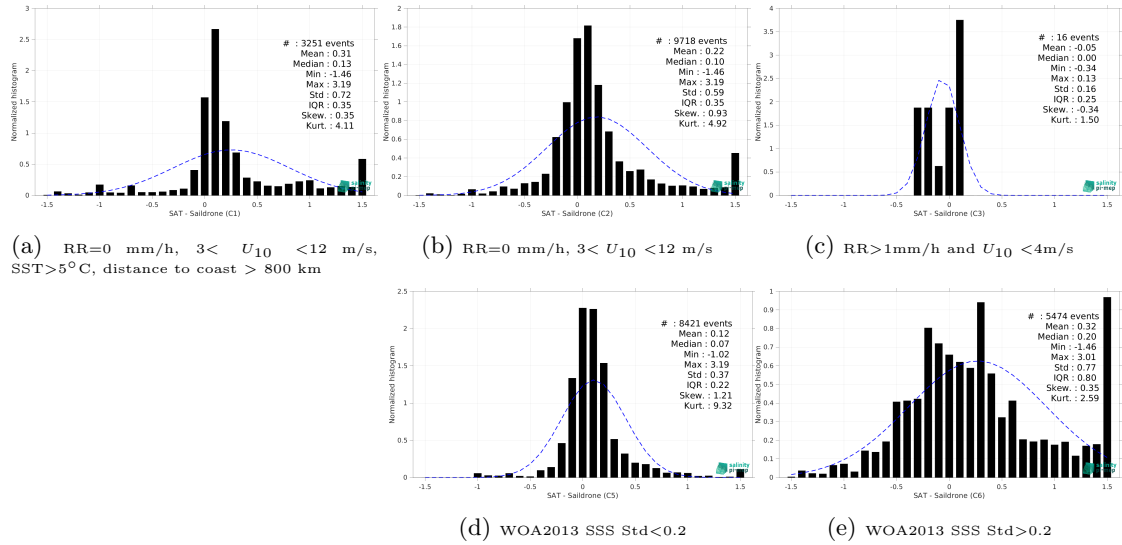 3
2.5
2
1.5
1
0.5
0
Normalized histogram
# : 3251 events
Mean : 0.31
Median : 0.13
Min : -1.46
Max : 3.19
Std : 0.72
IQR : 0.35
Skew. : 0.35
Kurt. : 4.11
salinity
pi-mep
-1.5 -1 -0.5 0 0.5 1 1.5
SAT - Saildrone (C1)
(a) RR=0 mm/h, 3< U10 <12 m/s,
SST>5°C, distance to coast > 800 km
2
1.8
1.6
1.4
1.2
1
0.8
0.6
0.4
0.2
0
Normalized histogram
# : 9718 events
Mean : 0.22
Median : 0.10
Min : -1.46
Max : 3.19
Std : 0.59
IQR : 0.35
Skew. : 0.93
Kurt. : 4.92
salinity
pi-mep
-1.5 -1 -0.5 0 0.5 1 1.5
SAT - Saildrone (C2)
(b) RR=0 mm/h, 3< U10 <12 m/s
4
3.5
3
2.5
2
1.5
1
0.5
0
Normalized histogram
# : 16 events
Mean : -0.05
Median : 0.00
Min : -0.34
Max : 0.13
Std : 0.16
IQR : 0.25
Skew. : -0.34
Kurt. : 1.50
salinity
pi-mep
-1.5 -1 -0.5 0 0.5 1 1.5
SAT - Saildrone (C3)
(c) RR>1mm/h and U10 <4m/s
2.5
2
1.5
1
0.5
0
Normalized histogram
# : 8421 events
Mean : 0.12
Median : 0.07
Min : -1.02
Max : 3.19
Std : 0.37
IQR : 0.22
Skew. : 1.21
Kurt. : 9.32
salinity
pi-mep
-1.5 -1 -0.5 0 0.5 1 1.5
SAT - Saildrone (C5)
(d) WOA2013 SSS Std<0.2
1
0.9
0.8
0.7
0.6
0.5
0.4
0.3
0.2
0.1
0
Normalized histogram
# : 5474 events
Mean : 0.32
Median : 0.20
Min : -1.46
Max : 3.01
Std : 0.77
IQR : 0.80
Skew. : 0.35
Kurt. : 2.59
salinity
pi-mep
-1.5 -1 -0.5 0 0.5 1 1.5
SAT - Saildrone (C6)
(e) WOA2013 SSS Std>0.2